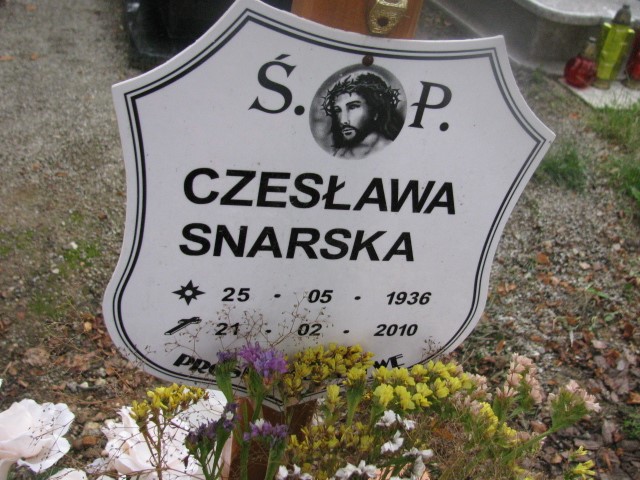 Ś. P.
CZESŁAWA
SNARSKA
25 - 05 - 1936
21 - 02 - 2010